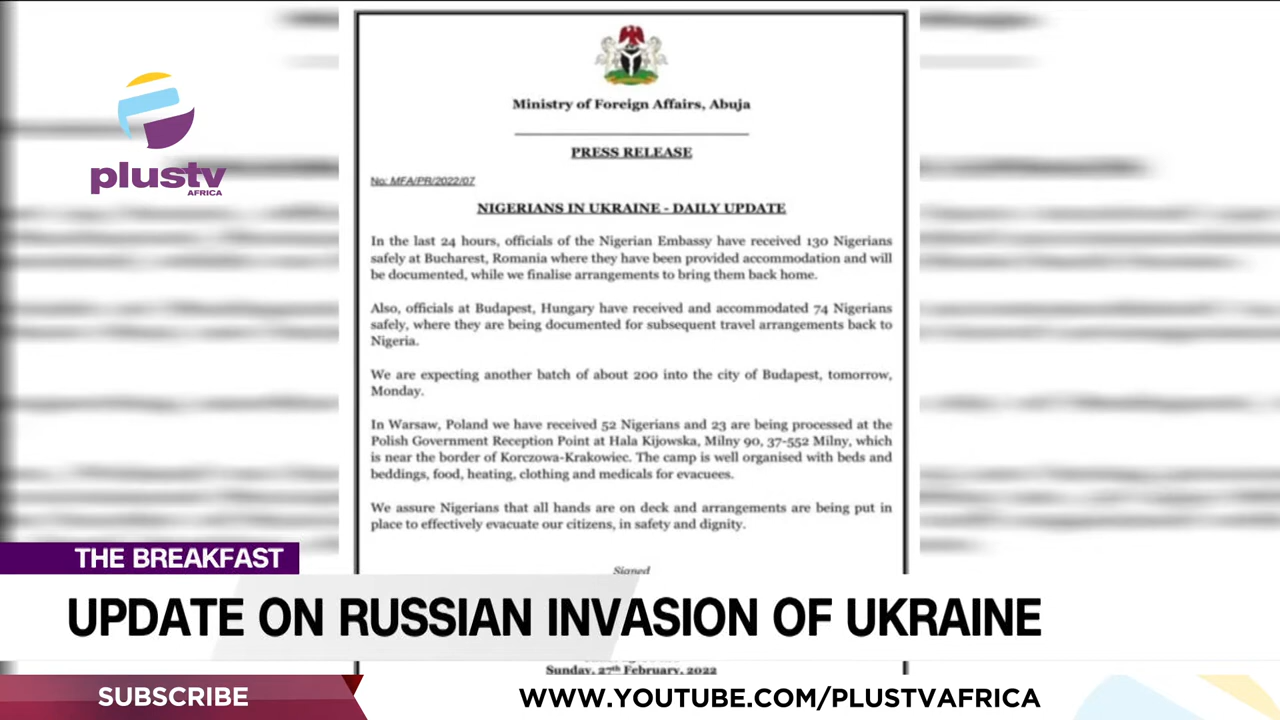 plustv
AFRICA
Ministry of Foreign Affairs, Abuja
PRESS RELEASE
No: MFA/PR/2022/07
NIGERIANS IN UKRAINE - DAILY UPDATE
In the last 24 hours, officials of the Nigerian Embassy have received 130 Nigerians
safely at Bucharest, Romania where they have been provided accommodation and will
be documented, while we finalise arrangements to bring them back home.
Also, officials at Budapest, Hungary have received and accommodated 74 Nigerians
safely, where they are being documented for subsequent travel arrangements back to
Nigeria.
We are expecting another batch of about 200 into the city of Budapest, tomorrow,
Monday.
In Warsaw, Poland we have received 52 Nigerians and 23 are being processed at the
Polish Government Reception Point at Hala Kijowska, Milny 90, 37-552 Milny, which
is near the border of Korczowa-Krakowiec. The camp is well organised with beds and
beddings, food, heating, clothing and medicals for evacuees.
We assure Nigerians that all hands are on deck and arrangements are being put in
place to effectively evacuate our citizens, in safety and dignity.
Signed
THE BREAKFAST
UPDATE ON RUSSIAN INVASION OF UKRAINE
Sunday, 27th February, 2022
SUBSCRIBE
WWW.YOUTUBE.COM/PLUSTVAFRICA